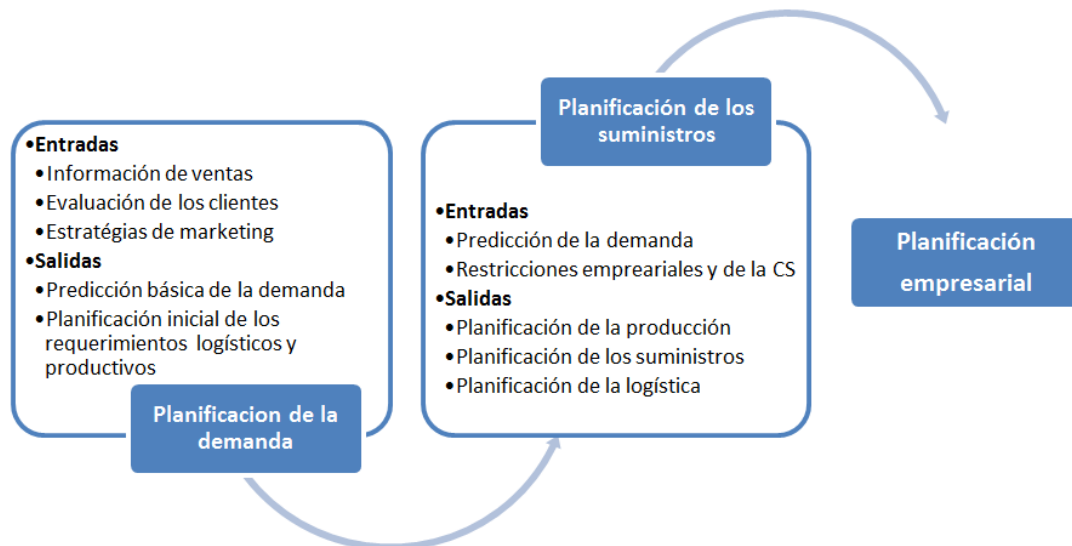 •Entradas
•Información de ventas
•Evaluación de los clientes
•Estratégias de marketing
•Salidas
•Predicción básica de la demanda
•Planificación inicial de los
requerimientos logísticos y
productivos
Planificacion de la
demanda
Planificación de los
suministros
•Entradas
•Predicción de la demanda
•Restricciones empreariales y de la CS
•Salidas
•Planificación de la producción
•Planificación de los suministros
•Planificación de la logística
Planificación
empresarial